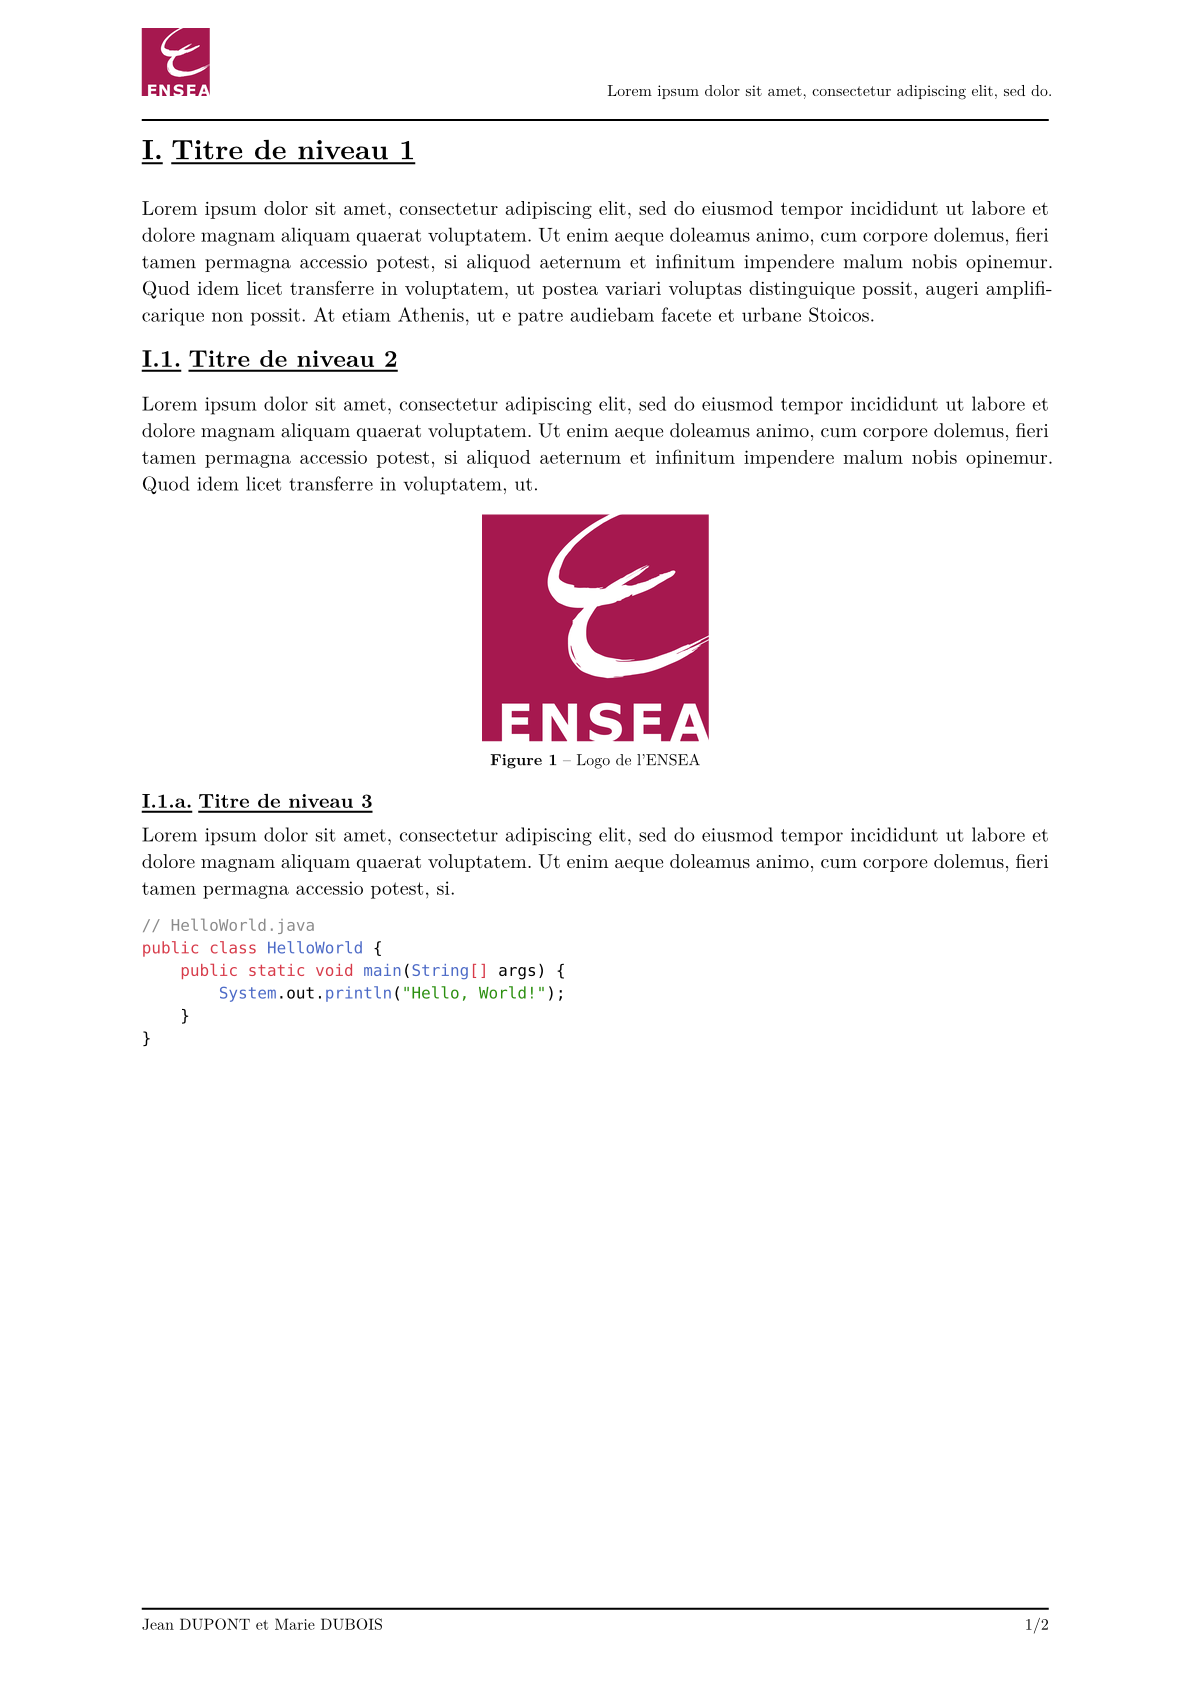 ENSEA
Lorem ipsum dolor sit amet, consectetur adipiscing elit, sed do.
I. Titre de niveau 1
Lorem ipsum dolor sit amet, consectetur adipiscing elit, sed do eiusmod tempor incididunt ut labore et
dolore magnam aliquam quaerat voluptatem. Ut enim aeque doleamus animo, cum corpore dolemus, fieri
tamen permagna accessio potest, si aliquod aeternum et infinitum impendere malum nobis opinemur.
Quod idem licet transferre in voluptatem, ut postea variari voluptas distinguique possit, augeri amplifi-
carique non possit. At etiam Athenis, ut e patre audiebam facete et urbane Stoicos.
I.1. Titre de niveau 2
Lorem ipsum dolor sit amet, consectetur adipiscing elit, sed do eiusmod tempor incididunt ut labore et
dolore magnam aliquam quaerat voluptatem. Ut enim aeque doleamus animo, cum corpore dolemus, fieri
tamen permagna accessio potest, si aliquod aeternum et infinitum impendere malum nobis opinemur.
Quod idem licet transferre in voluptatem, ut.
ENSEA
Figure 1 – Logo de l'ENSEA
I.1.a. Titre de niveau 3
Lorem ipsum dolor sit amet, consectetur adipiscing elit, sed do eiusmod tempor incididunt ut labore et
dolore magnam aliquam quaerat voluptatem. Ut enim aeque doleamus animo, cum corpore dolemus, fieri
tamen permagna accessio potest, si.
// HelloWorld.java
public class HelloWorld {
    public static void main(String[] args) {
        System.out.println("Hello, World!");
    }
}
Jean DUPONT et Marie DUBOIS
1/2